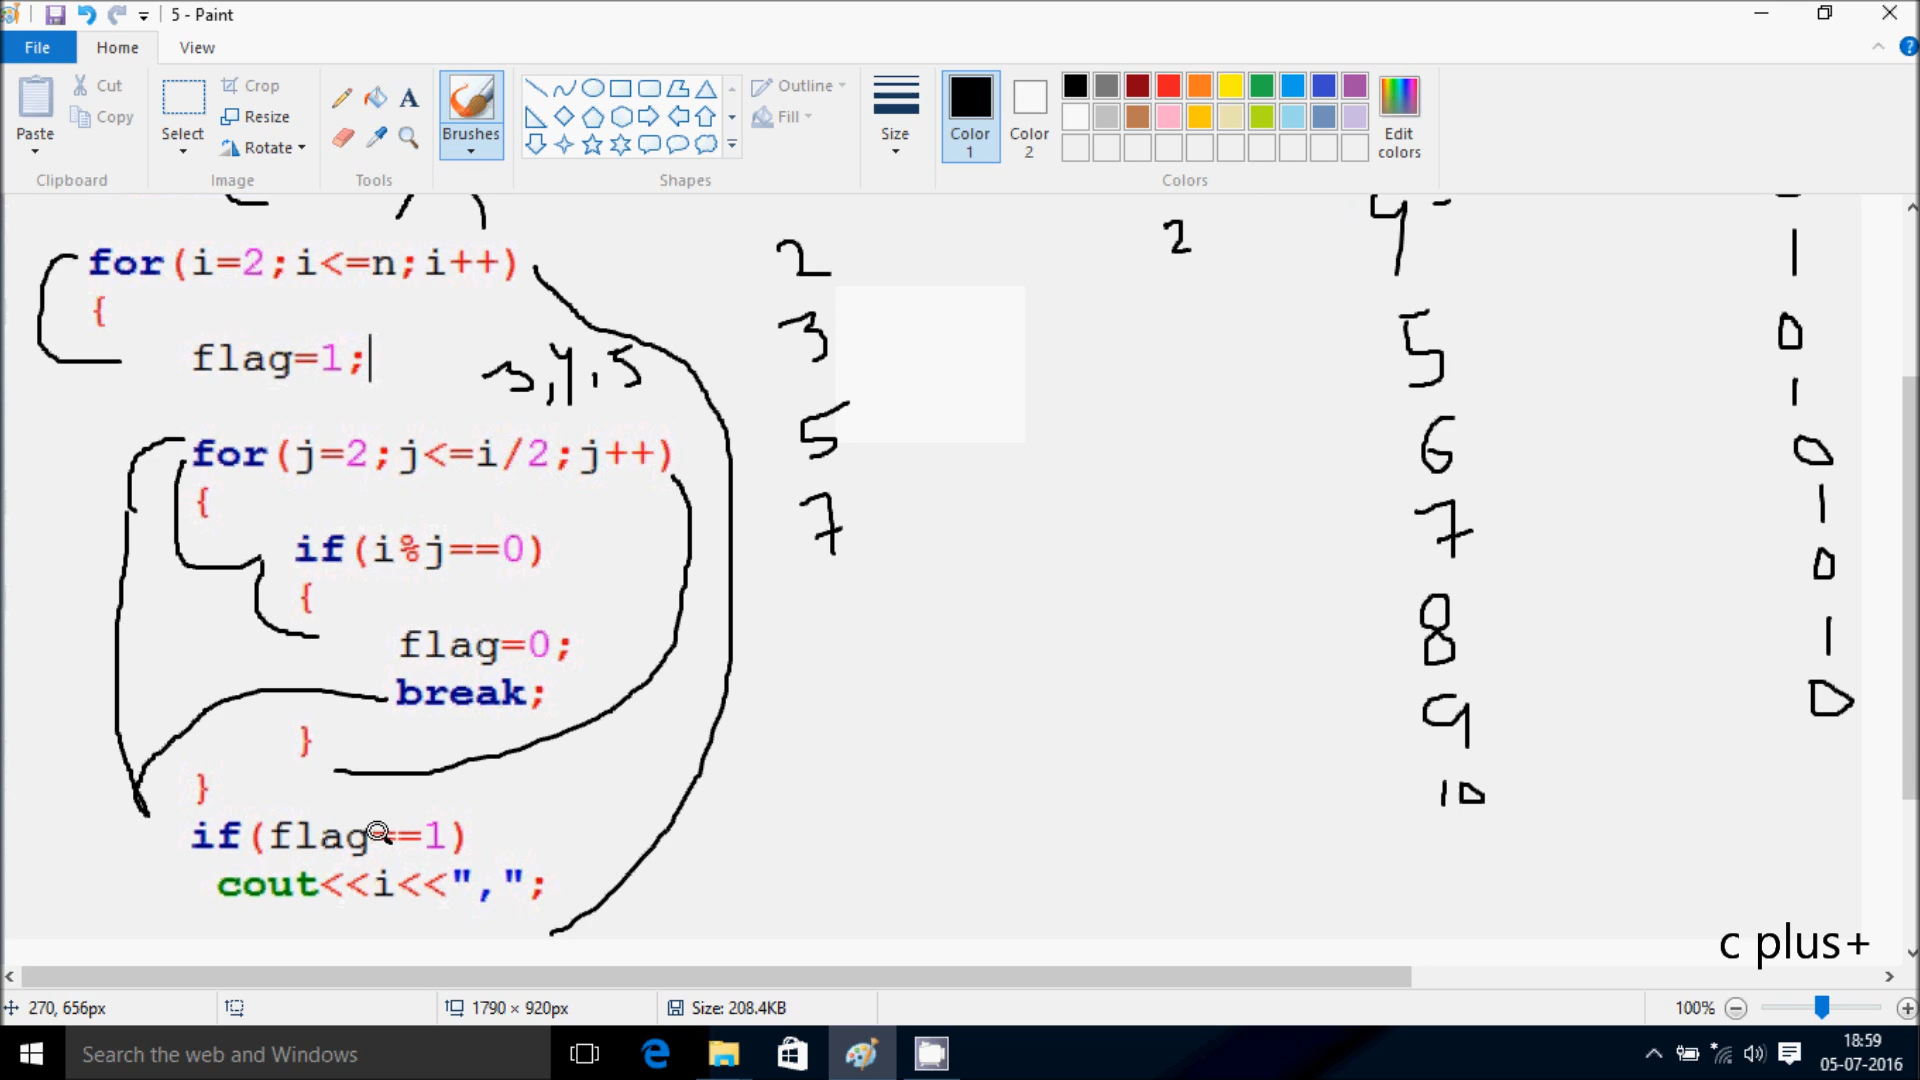 5 - Paint
File Home View
Paste Cut Copy Clipboard
Select Crop Resize Rotate Image
A Tools
Brushes
Outline Fill Shapes
Size
Color 1 Color 2 Edit colors Colors
for(i=2;i<=n;i++)
{
flag=1;
3,4,5
for(j=2;j<=i/2;j++)
{
if(i%j==0)
{
flag=0;
break;
}
}
if(flag==1)
cout<<i<<",";
2
3
5
7
2
4
5
6
7
8
9
10
1
0
1
0
1
0
1
0
c plus+
270, 656px
1790 × 920px
Size: 208.4KB
100%
Search the web and Windows
18:59
05-07-2016